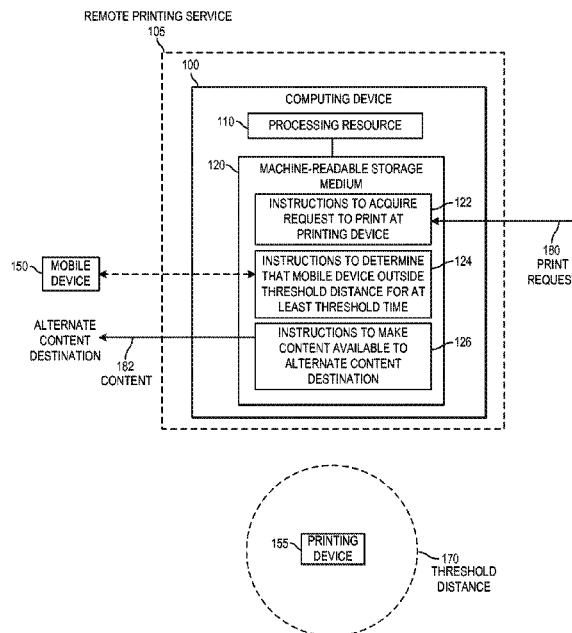 REMOTE PRINTING SERVICE
105
100
COMPUTING DEVICE
110
PROCESSING RESOURCE
120
MACHINE-READABLE STORAGE
MEDIUM
INSTRUCTIONS TO ACQUIRE
REQUEST TO PRINT AT
PRINTING DEVICE
122
180
PRINT
REQUEST
150
MOBILE
DEVICE
INSTRUCTIONS TO DETERMINE
THAT MOBILE DEVICE OUTSIDE
THRESHOLD DISTANCE FOR AT
LEAST THRESHOLD TIME
124
ALTERNATE
CONTENT
DESTINATION
182
CONTENT
INSTRUCTIONS TO MAKE
CONTENT AVAILABLE TO
ALTERNATE CONTENT
DESTINATION
126
155
PRINTING
DEVICE
170
THRESHOLD
DISTANCE